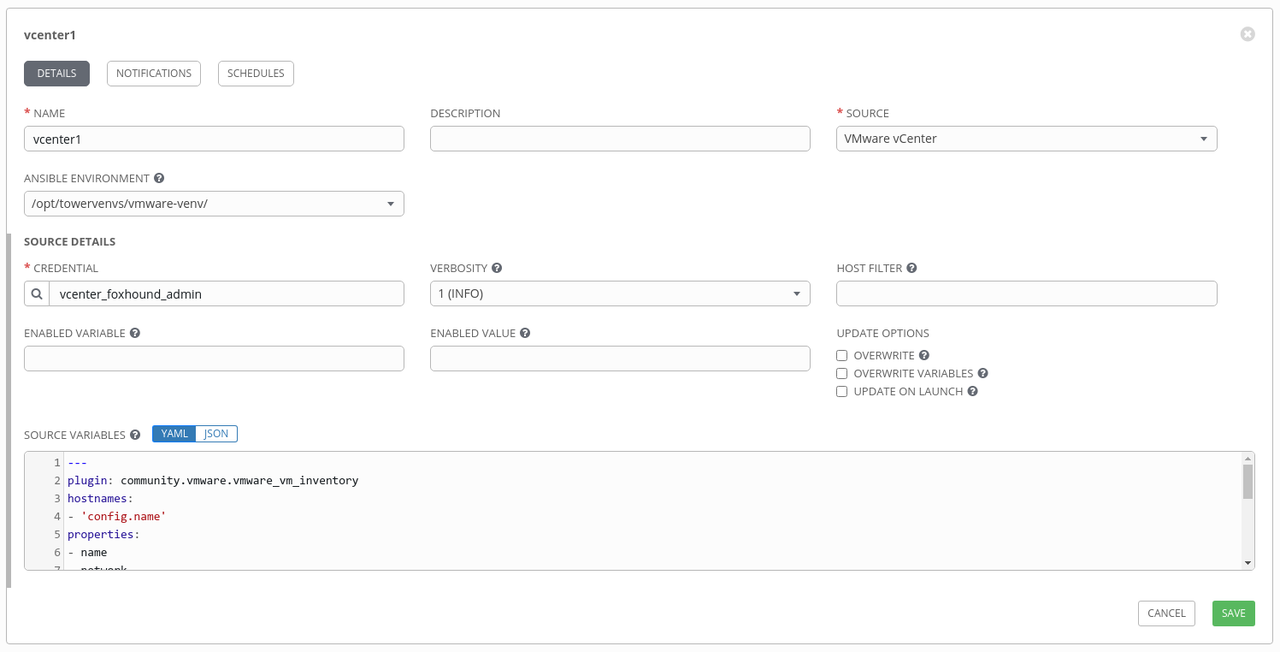 vcenter1
DETAILS NOTIFICATIONS SCHEDULES
* NAME DESCRIPTION * SOURCE
vcenter1 VMware vCenter
ANSIBLE ENVIRONMENT ?
/opt/towervenvs/vmware-venv/
SOURCE DETAILS
* CREDENTIAL VERBOSITY ? HOST FILTER ?
vcenter_foxhound_admin 1 (INFO)
ENABLED VARIABLE ? ENABLED VALUE ? UPDATE OPTIONS
OVERWRITE ?
OVERWRITE VARIABLES ?
UPDATE ON LAUNCH ?
SOURCE VARIABLES ? YAML JSON
1 ---
2 plugin: community.vmware.vmware_vm_inventory
3 hostnames:
4 - 'config.name'
5 properties:
6 - name
7 - network
CANCEL SAVE